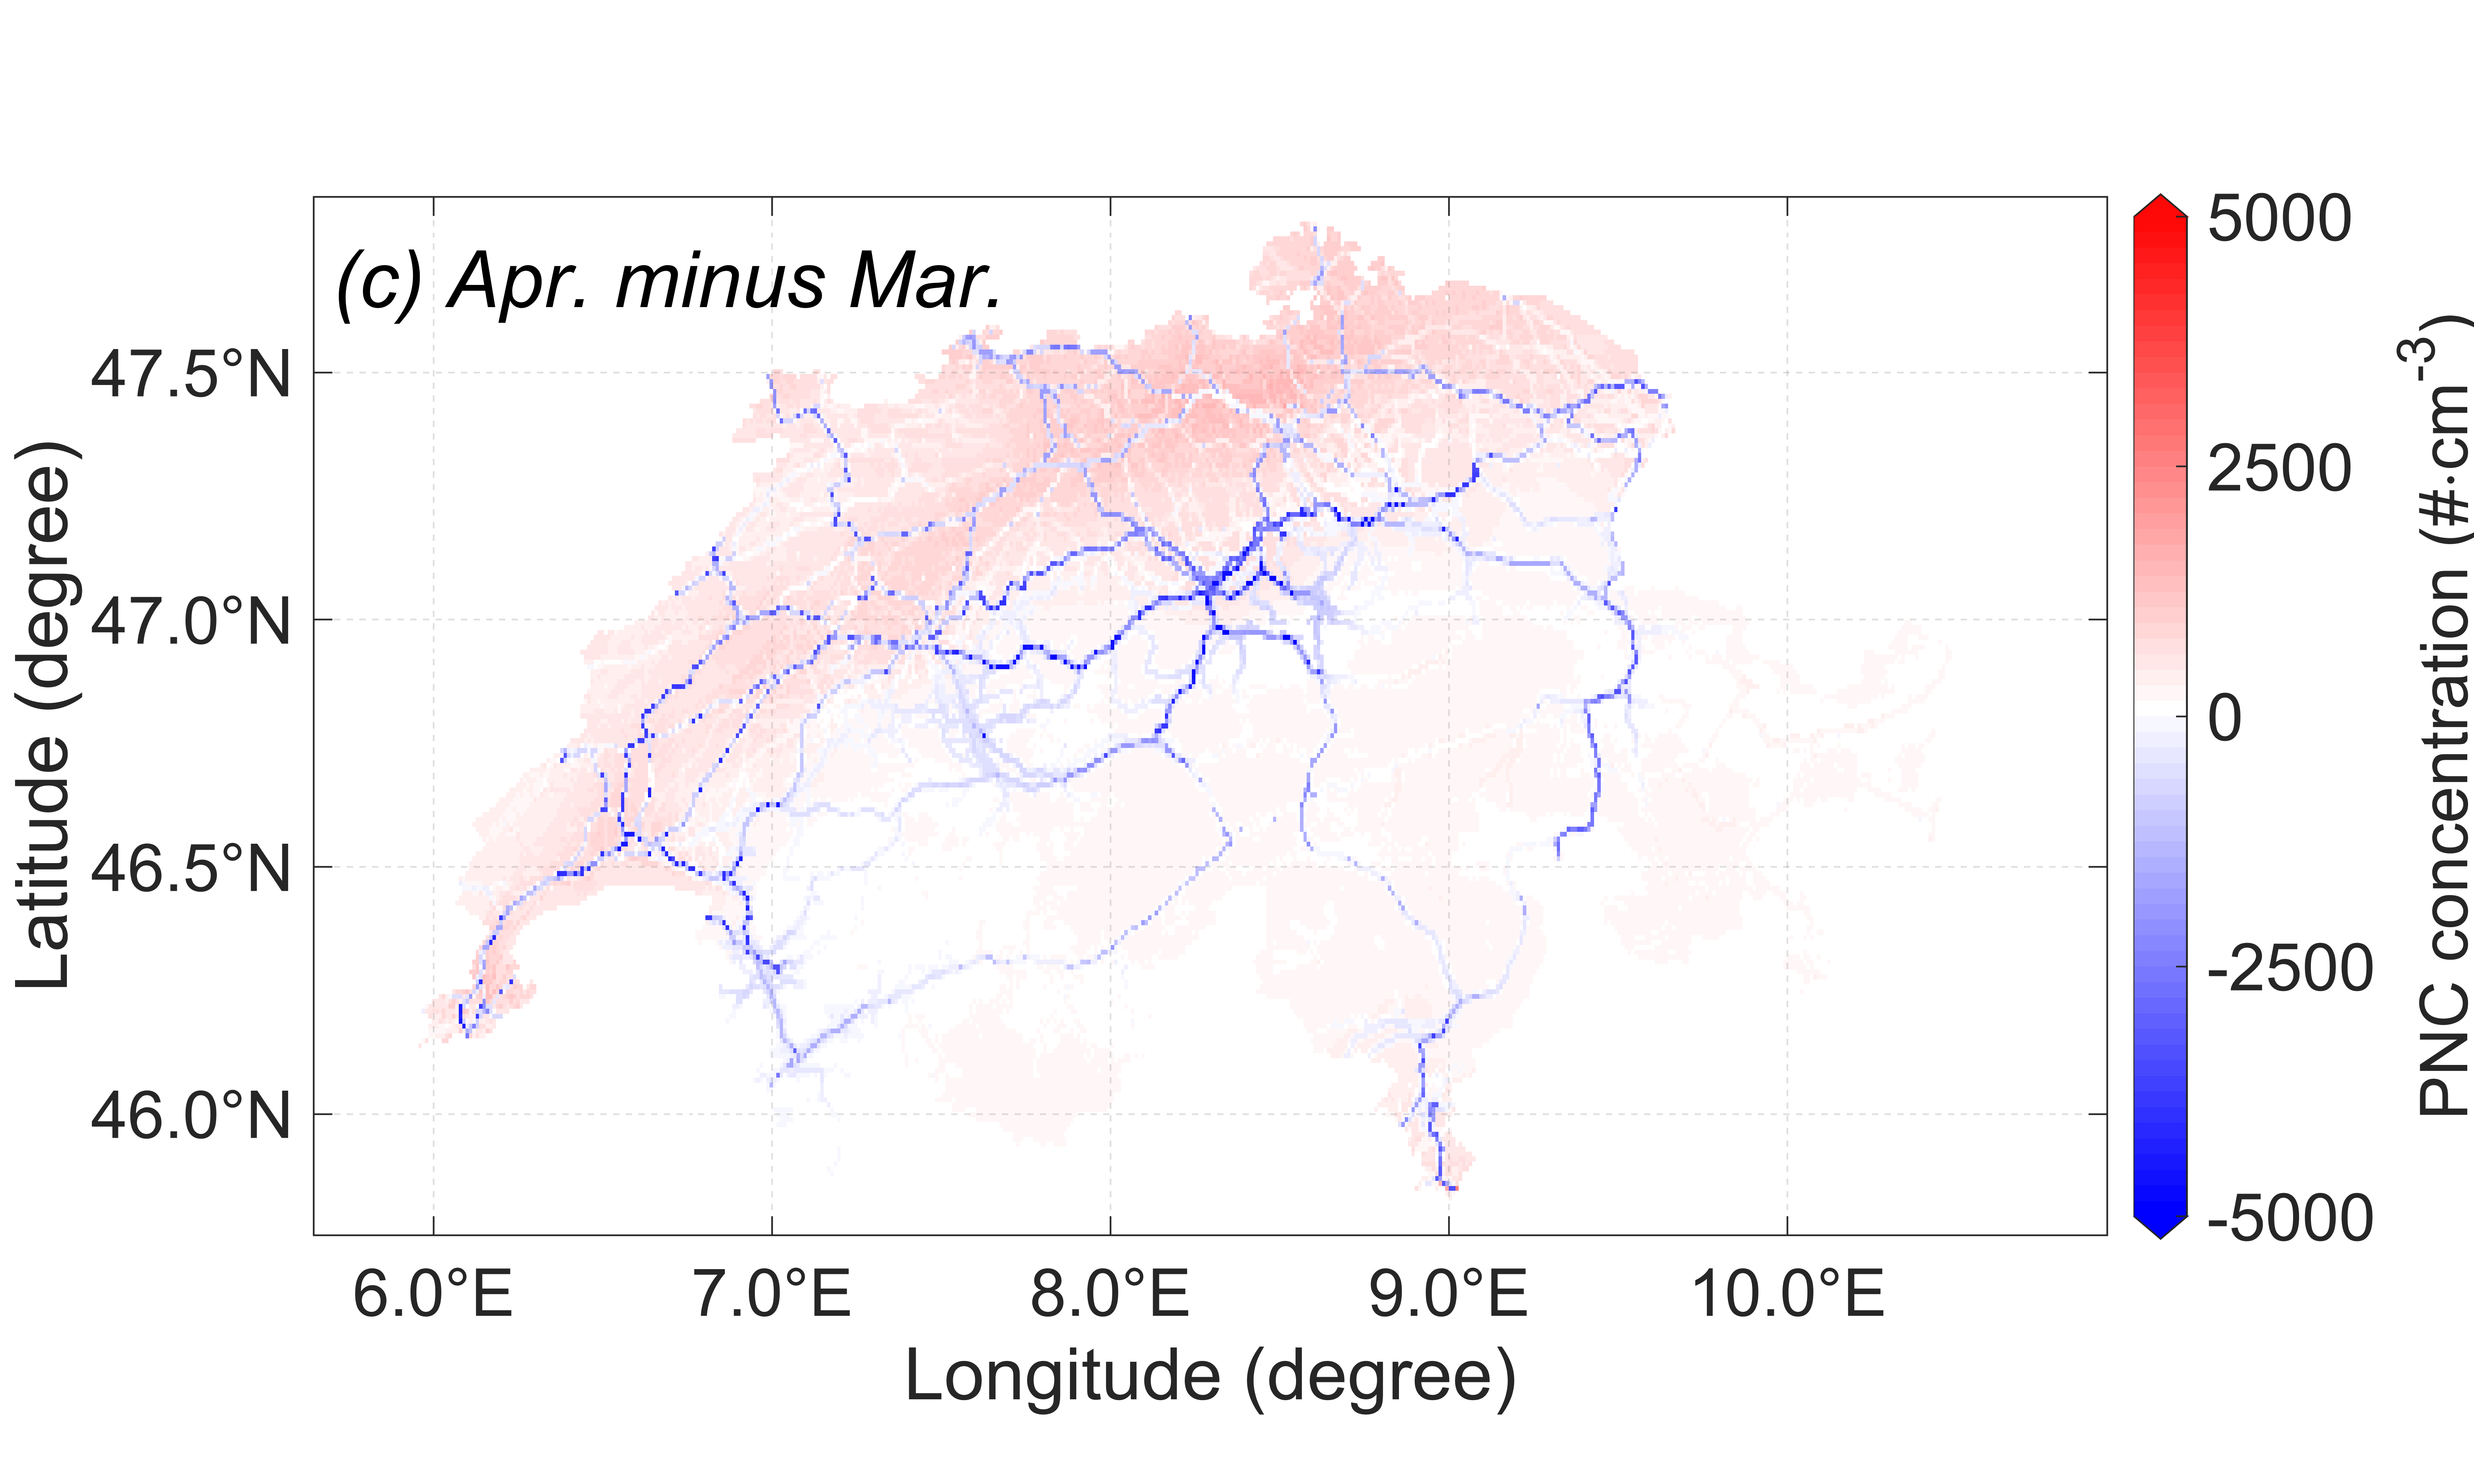 (c) Apr. minus Mar.
47.5°N
47.0°N
46.5°N
46.0°N
Latitude (degree)
6.0°E
7.0°E
8.0°E
9.0°E
10.0°E
Longitude (degree)
5000
2500
0
-2500
-5000
PNC concentration (#·cm⁻³)